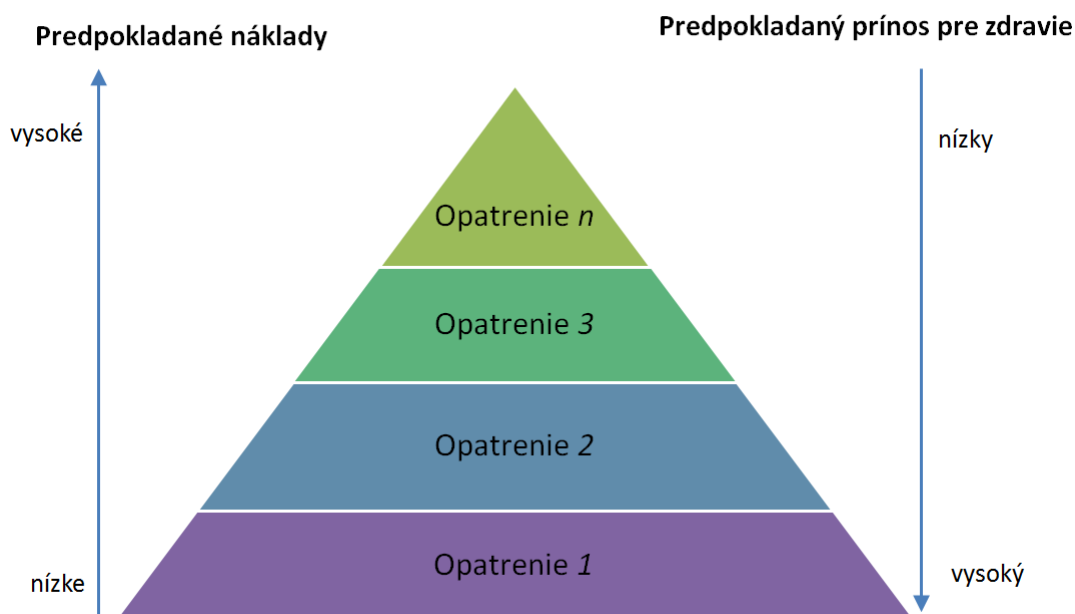 Predpokladané náklady
Predpokladaný prínos pre zdravie
vysoké
nízky
Opatrenie n
Opatrenie 3
Opatrenie 2
Opatrenie 1
nízke
vysoký